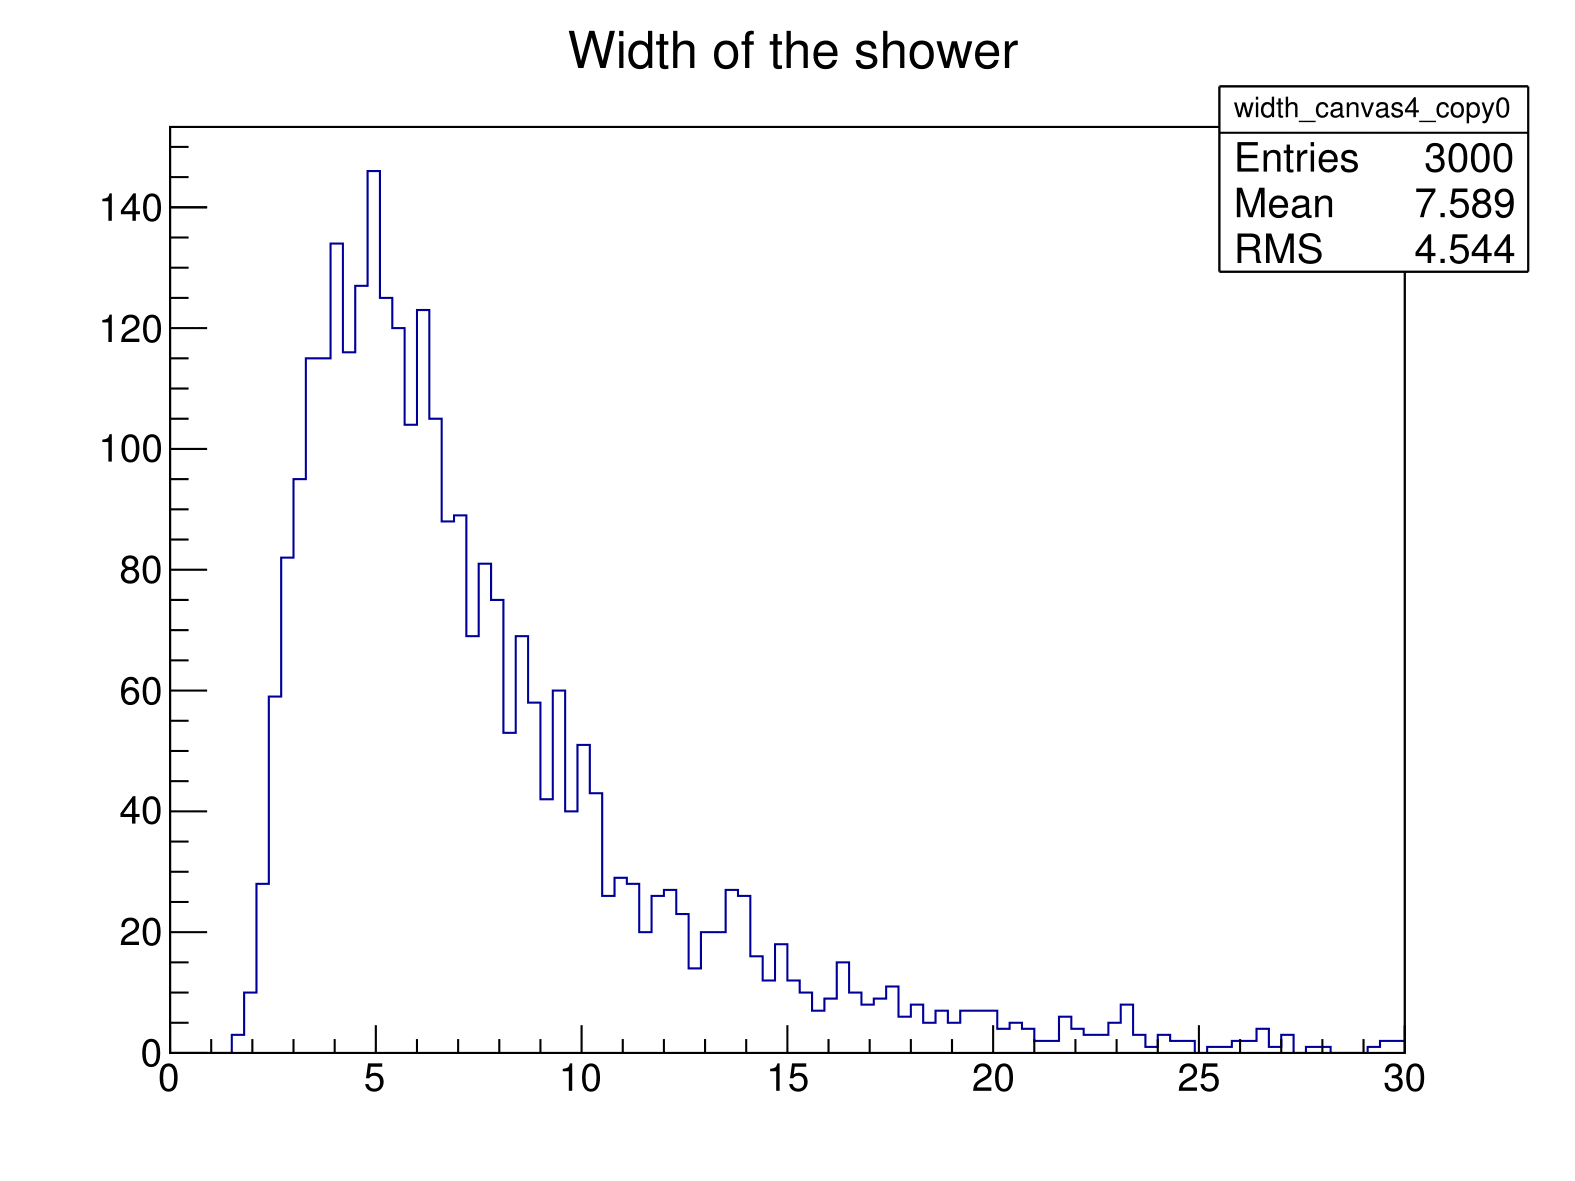 Width of the shower
width_canvas4_copy0
Entries 3000
Mean 7.589
RMS 4.544
140
120
100
80
60
40
20
0
0 5 10 15 20 25 30